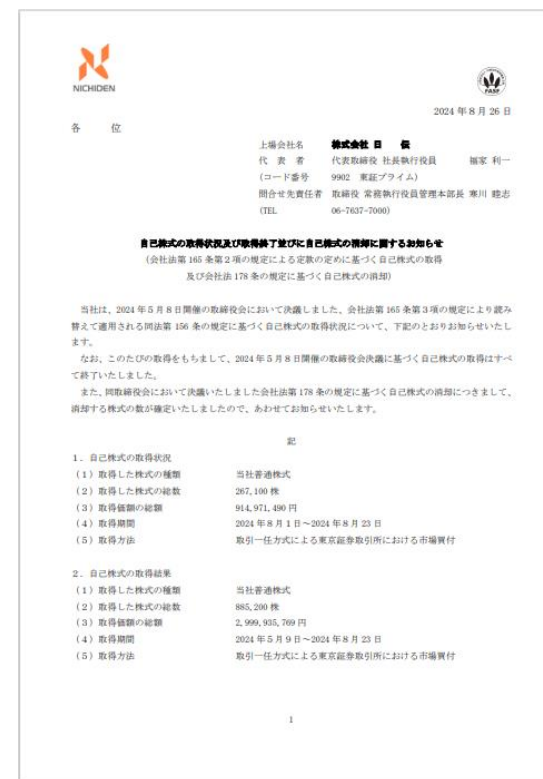 NICHIDEN
FASF
2024 年 8 月 26 日
各 位
上場会社名 株式会社 日 伝
代 表 者 代表取締役 社長執行役員 福家 利一
(コード番号 9902 東証プライム)
問合せ先責任者 取締役 常務執行役員管理本部長 寒川 睦志
(TEL 06-7637-7000)
自己株式の取得状況及び取得終了並びに自己株式の消却に関するお知らせ
(会社法第 165 条第 2 項の規定による定款の定めに基づく自己株式の取得
及び会社法 178 条の規定に基づく自己株式の消却)
当社は、2024 年 5 月 8 日開催の取締役会において決議しました、会社法第 165 条第 3 項の規定により読み
替えて適用される同法第 156 条の規定に基づく自己株式の取得状況について、下記のとおりお知らせいたし
ます。
なお、このたびの取得をもちまして、2024 年 5 月 8 日開催の取締役会決議に基づく自己株式の取得はすべ
て終了いたしました。
また、同取締役会において決議いたしました会社法第 178 条の規定に基づく自己株式の消却につきまして、
消却する株式の数が確定いたしましたので、あわせてお知らせいたします。
記
1.自己株式の取得状況
(1)取得した株式の種類 当社普通株式
(2)取得した株式の総数 267,100 株
(3)取得価額の総額 914,971,490 円
(4)取得期間 2024 年 8 月 1 日~2024 年 8 月 23 日
(5)取得方法 取引一任方式による東京証券取引所における市場買付
2.自己株式の取得結果
(1)取得した株式の種類 当社普通株式
(2)取得した株式の総数 885,200 株
(3)取得価額の総額 2,999,935,769 円
(4)取得期間 2024 年 5 月 9 日~2024 年 8 月 23 日
(5)取得方法 取引一任方式による東京証券取引所における市場買付
1